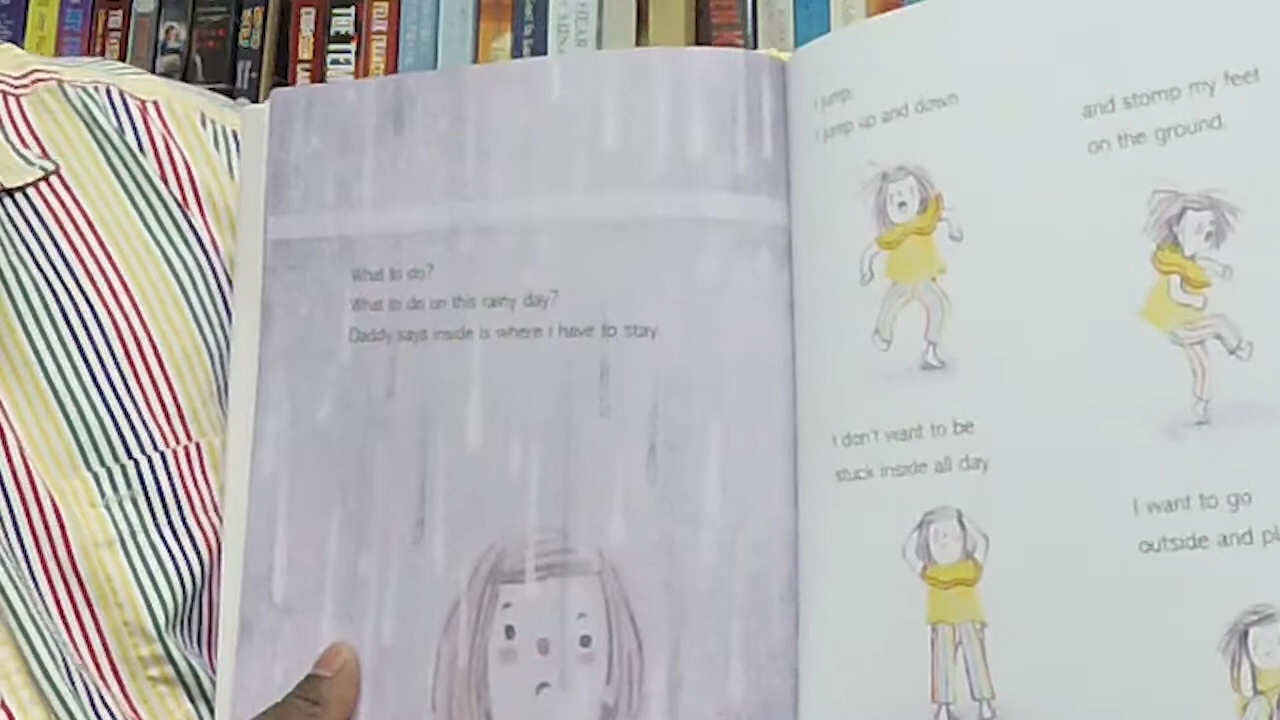 What to do?
What to do on this rainy day?
Daddy says inside is where I have to stay.
I jump.
I jump up and down
and stomp my feet
on the ground.
I don't want to be
stuck inside all day
I want to go
outside and pl